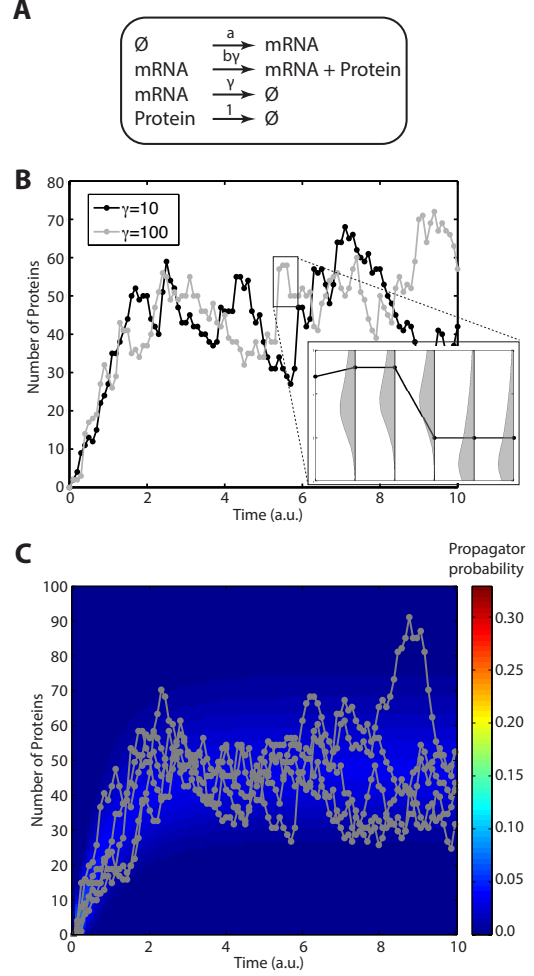 A
Ø a mRNA
mRNA bγ mRNA + Protein
mRNA γ Ø
Protein 1 Ø
B
80
70
60
50
40
30
20
10
0
Number of Proteins
γ=10
γ=100
0 2 4 6 8 10
Time (a.u.)
C
Propagator
probability
100
90
80
70
60
50
40
30
20
10
0
Number of Proteins
0.30
0.25
0.20
0.15
0.10
0.05
0.0
0 2 4 6 8 10
Time (a.u.)